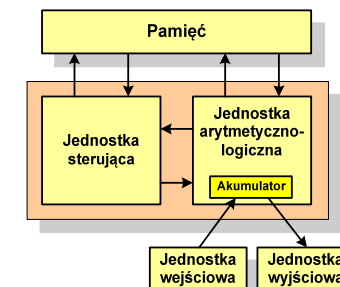 Pamięć
Jednostka
sterująca
Jednostka
arytmetyczno-
logiczna
Akumulator
Jednostka
wejściowa
Jednostka
wyjściowa